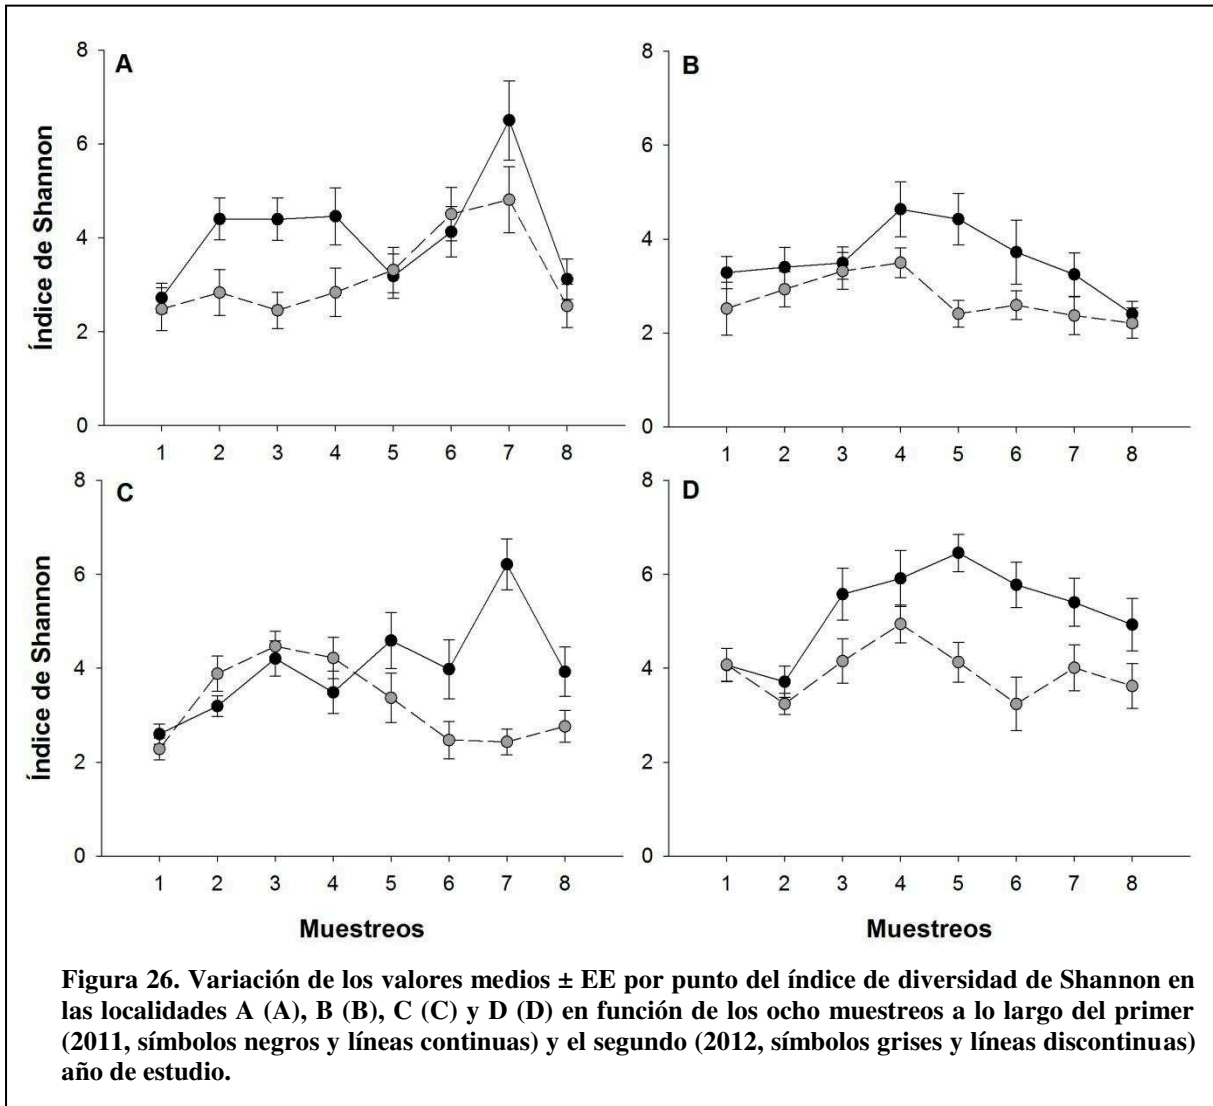 8
A
6
4
2
0
Índice de Shannon
1 2 3 4 5 6 7 8
8
B
6
4
2
0
1 2 3 4 5 6 7 8
8
C
6
4
2
0
Índice de Shannon
1 2 3 4 5 6 7 8
Muestreos
8
D
6
4
2
0
1 2 3 4 5 6 7 8
Muestreos
Figura 26. Variación de los valores medios ± EE por punto del índice de diversidad de Shannon en
las localidades A (A), B (B), C (C) y D (D) en función de los ocho muestreos a lo largo del primer
(2011, símbolos negros y líneas continuas) y el segundo (2012, símbolos grises y líneas discontinuas)
año de estudio.